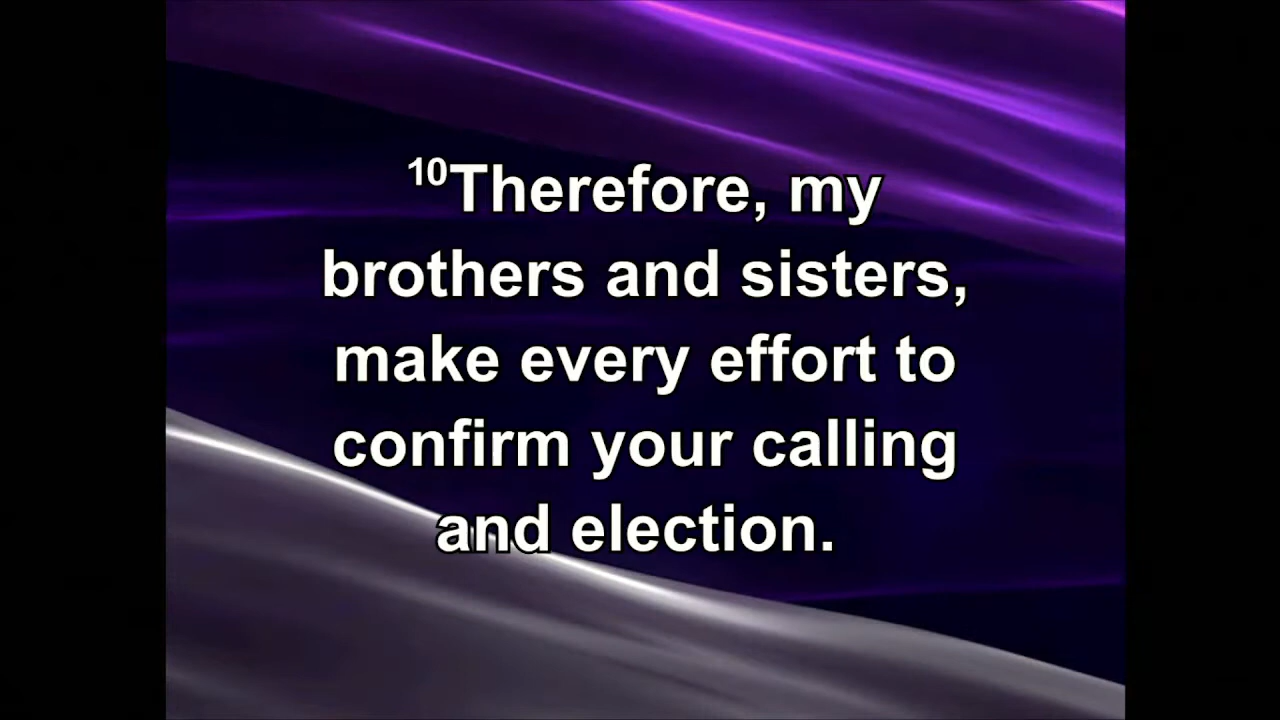 10Therefore, my
brothers and sisters,
make every effort to
confirm your calling
and election.